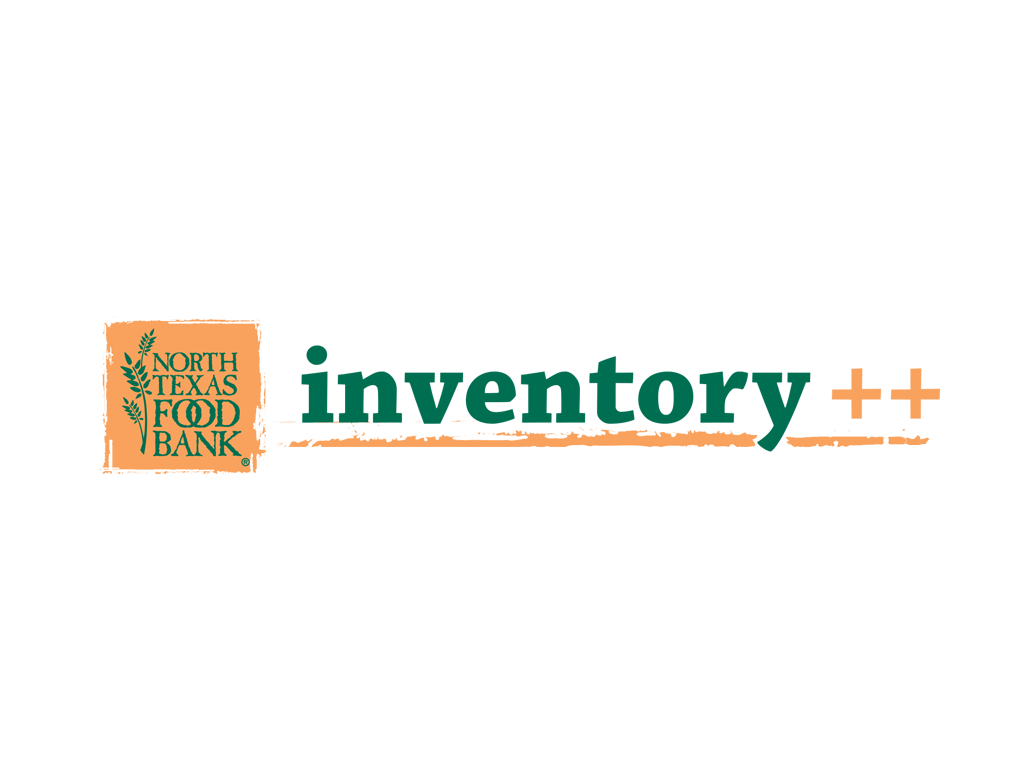 NORTH
TEXAS
FOOD
BANK®
inventory ++